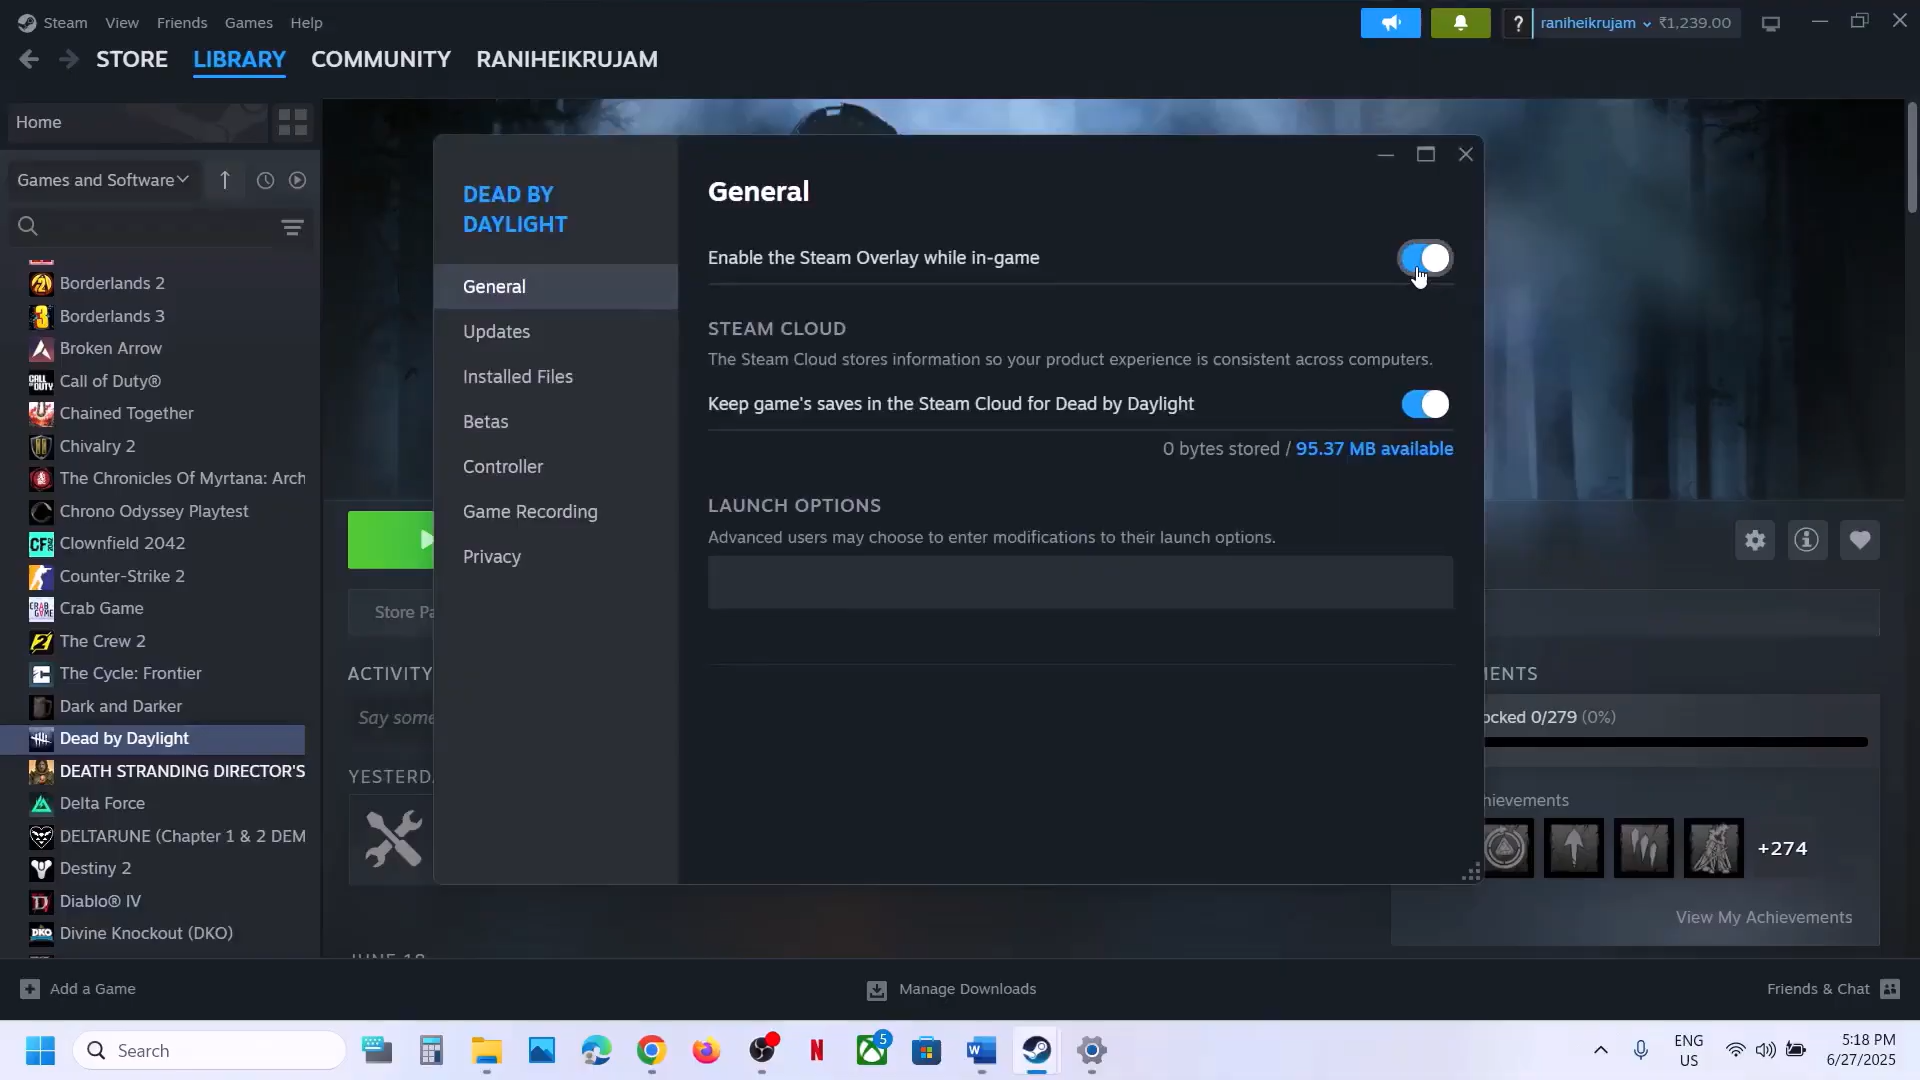 Steam View Friends Games Help
raniheikrujam ₹1,239.00
STORE LIBRARY COMMUNITY RANIHEIKRUJAM
Home
Games and Software
Borderlands 2
Borderlands 3
Broken Arrow
Call of Duty®
Chained Together
Chivalry 2
The Chronicles Of Myrtana: Arch
Chrono Odyssey Playtest
Clownfield 2042
Counter-Strike 2
Crab Game
The Crew 2
The Cycle: Frontier
Dark and Darker
Dead by Daylight
DEATH STRANDING DIRECTOR'S
Delta Force
DELTARUNE (Chapter 1 & 2 DEM
Destiny 2
Diablo® IV
Divine Knockout (DKO)
DEAD BY
DAYLIGHT
General
Updates
Installed Files
Betas
Controller
Game Recording
Privacy
General
Enable the Steam Overlay while in-game
STEAM CLOUD
The Steam Cloud stores information so your product experience is consistent across computers.
Keep game's saves in the Steam Cloud for Dead by Daylight
0 bytes stored / 95.37 MB available
LAUNCH OPTIONS
Advanced users may choose to enter modifications to their launch options.
Store Pa
ACTIVITY
Say some
YESTERD
MENTS
ocked 0/279 (0%)
hievements
+274
View My Achievements
Add a Game
Manage Downloads
Friends & Chat
Search
5
ENG
US
5:18 PM
6/27/2025